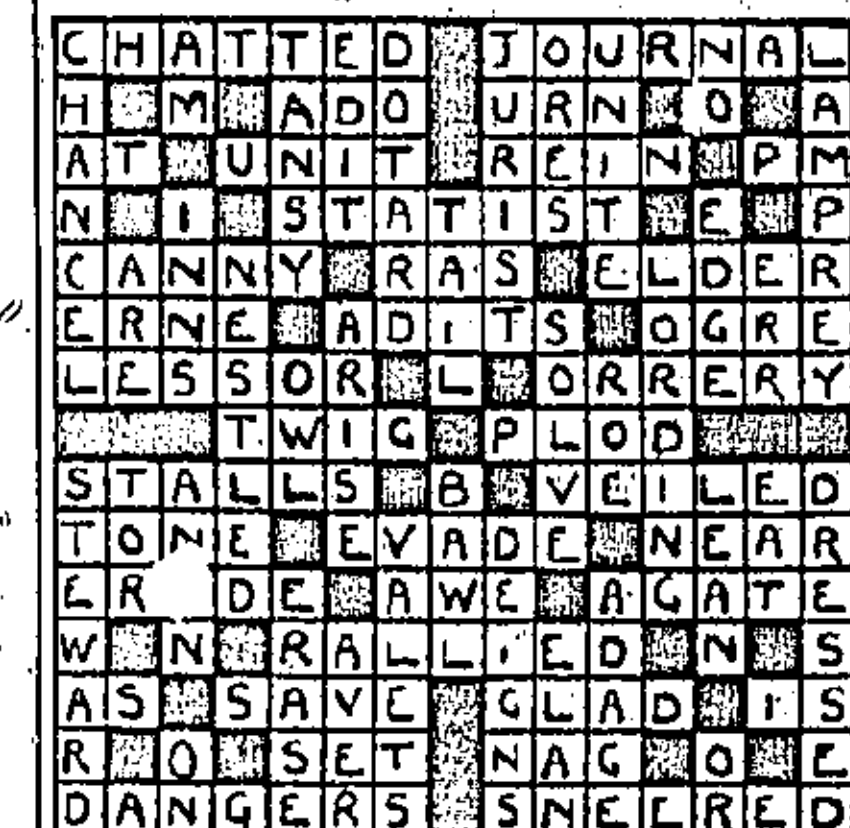 CHATTED JOURNAL
H M ADO URN O A
AT UNIT REIN PM
N I STATIST E P
CANNY RAS ELDER
ERNE ADITS OGRE
LESSOR L ORRERY
TWIG PLOD
STALLS B VEILED
TONE EVADE NEAR
ER DE AWE AGATE
W N RALLIED N S
AS SAVE GLAD IS
R O SET NAG O E
DANGERS SNEERED